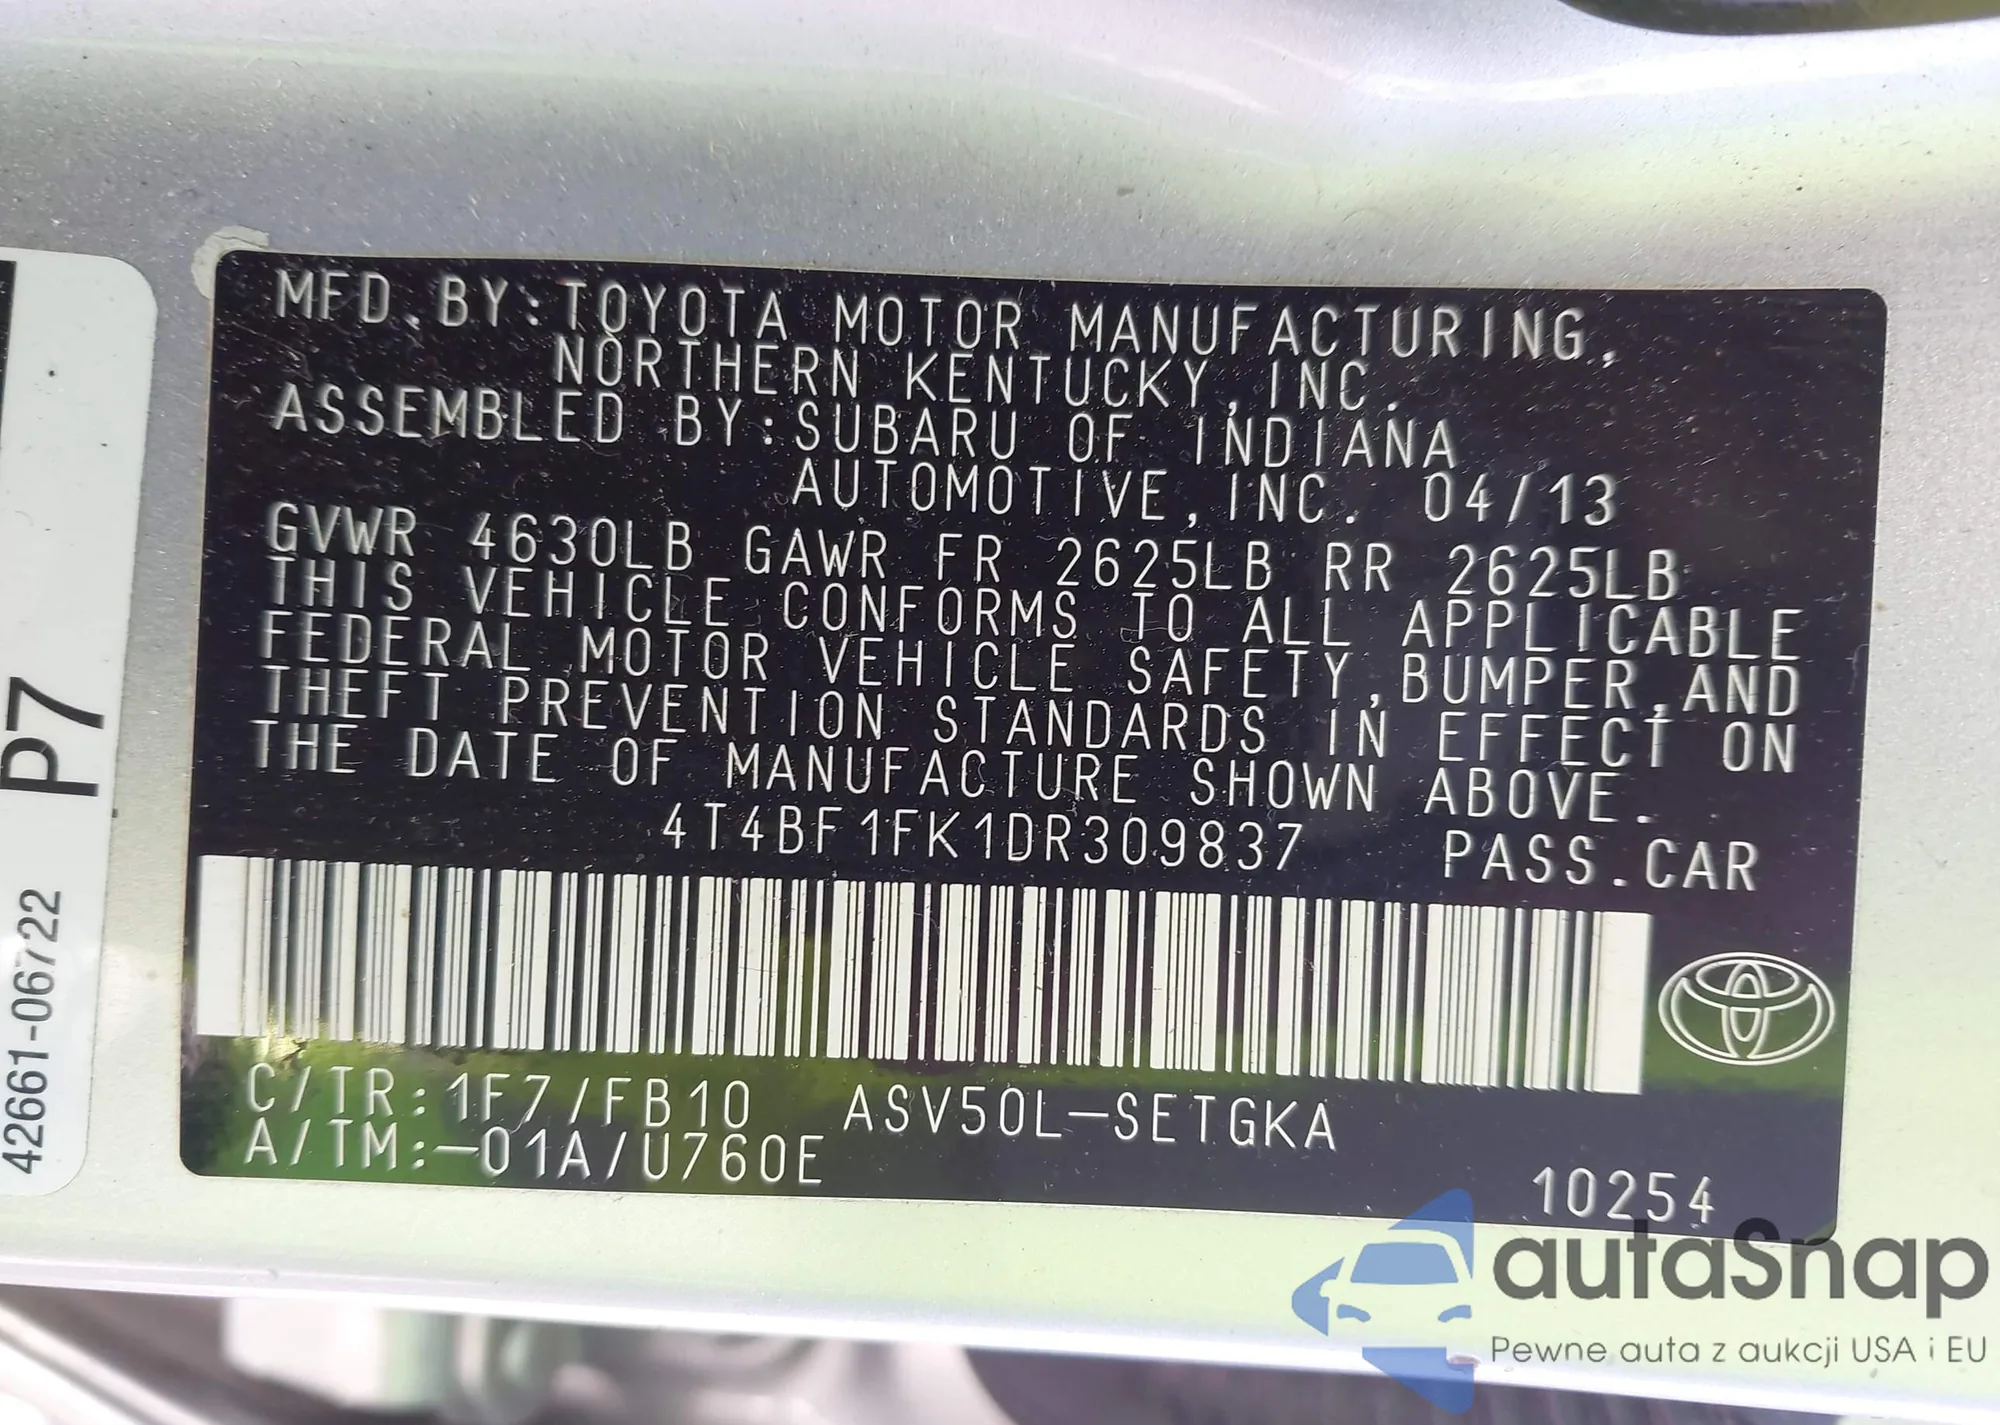 MFD.BY:TOYOTA MOTOR MANUFACTURING,
NORTHERN KENTUCKY,INC.
ASSEMBLED BY:SUBARU OF INDIANA
AUTOMOTIVE,INC. 04/13
GVWR 4630LB GAWR FR 2625LB RR 2625LB
THIS VEHICLE CONFORMS TO ALL APPLICABLE
FEDERAL MOTOR VEHICLE SAFETY,BUMPER,AND
THEFT PREVENTION STANDARDS IN EFFECT ON
THE DATE OF MANUFACTURE SHOWN ABOVE.
4T4BF1FK1DR309837 PASS.CAR
C/TR:1F7/FB10 ASV50L-SETGKA
A/TM:-01A/U760E
10254
P7
42661-06722
autaSnap
Pewne auta z aukcji USA i EU